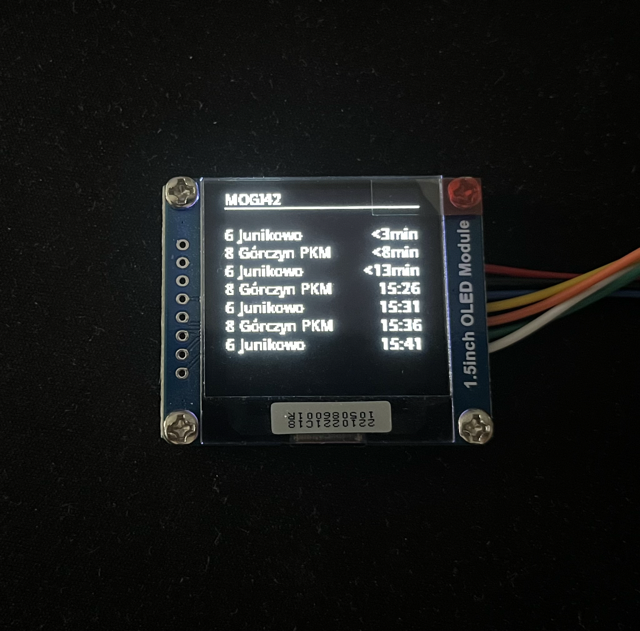 MOGI42
6 Junikowo <3min
8 Górczyn PKM <8min
6 Junikowo <13min
8 Górczyn PKM 15:26
6 Junikowo 15:31
8 Górczyn PKM 15:36
6 Junikowo 15:41
1.5inch OLED Module